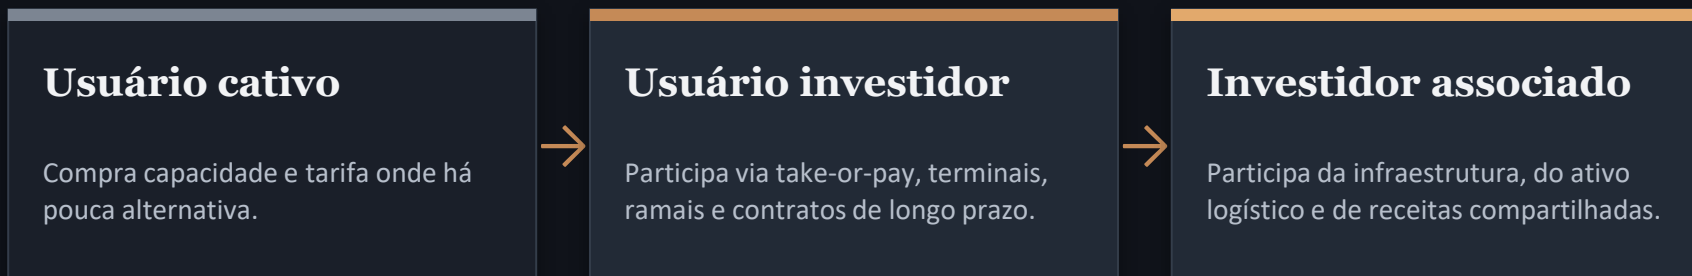 Usuário cativo
Compra capacidade e tarifa onde há
pouca alternativa.
Usuário investidor
Participa via take-or-pay, terminais,
ramais e contratos de longo prazo.
Investidor associado
Participa da infraestrutura, do ativo
logístico e de receitas compartilhadas.